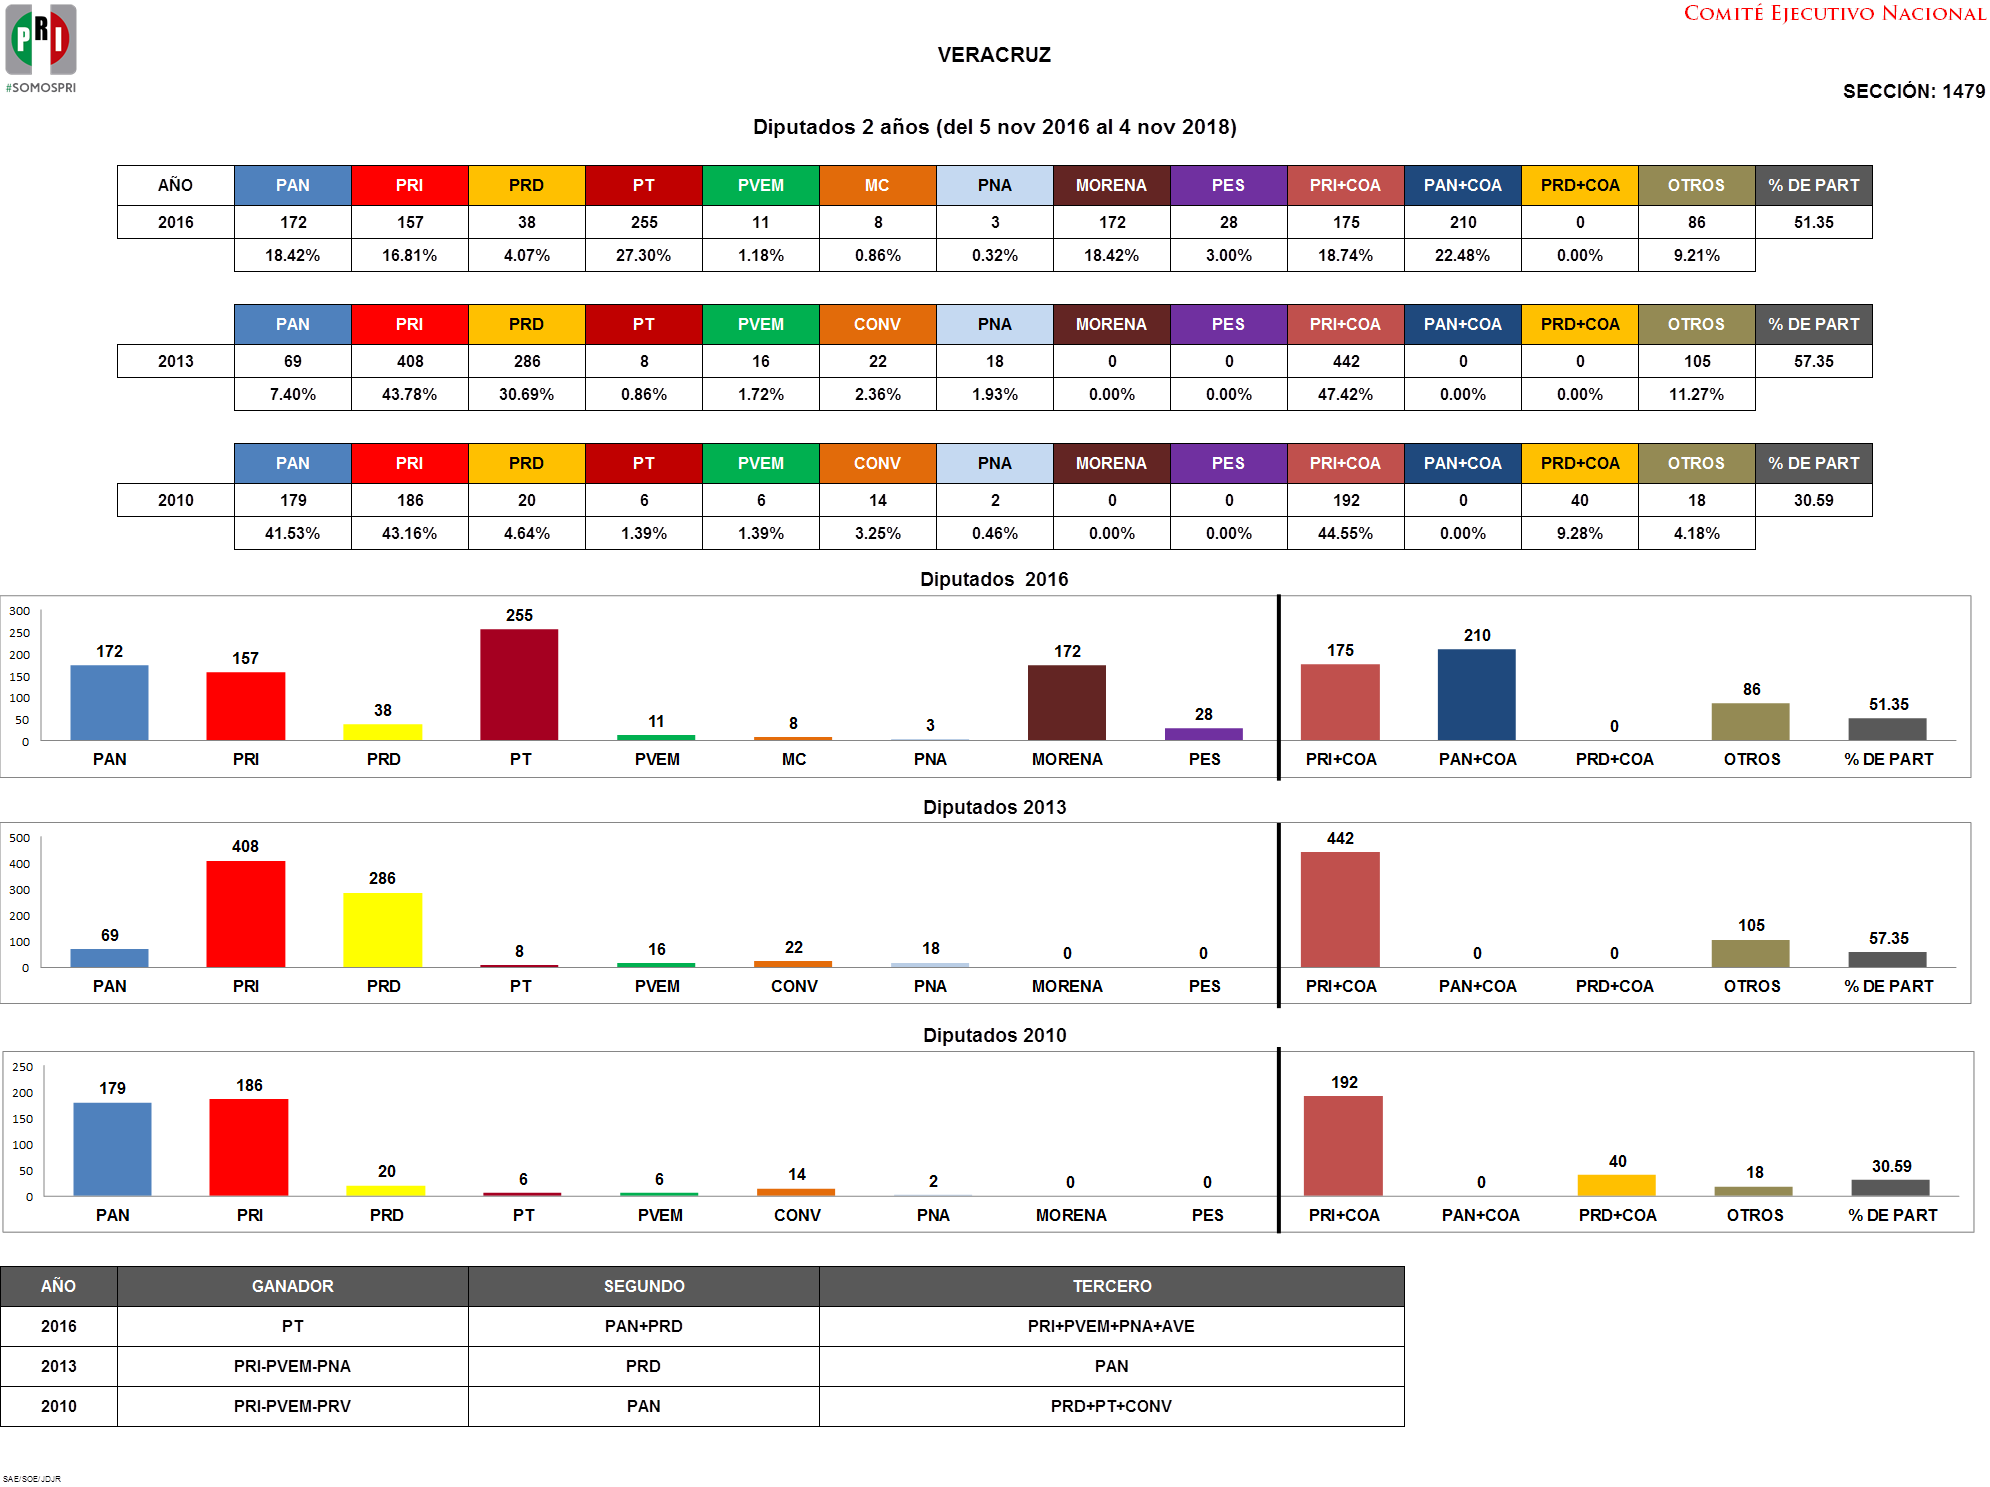 PRI
#SOMOSPRI
COMITÉ EJECUTIVO NACIONAL
VERACRUZ
SECCIÓN: 1479
Diputados 2 años (del 5 nov 2016 al 4 nov 2018)
AÑO PAN PRI PRD PT PVEM MC PNA MORENA PES PRI+COA PAN+COA PRD+COA OTROS % DE PART
2016 172 157 38 255 11 8 3 172 28 175 210 0 86 51.35
18.42% 16.81% 4.07% 27.30% 1.18% 0.86% 0.32% 18.42% 3.00% 18.74% 22.48% 0.00% 9.21%
PAN PRI PRD PT PVEM CONV PNA MORENA PES PRI+COA PAN+COA PRD+COA OTROS % DE PART
2013 69 408 286 8 16 22 18 0 0 442 0 0 105 57.35
7.40% 43.78% 30.69% 0.86% 1.72% 2.36% 1.93% 0.00% 0.00% 47.42% 0.00% 0.00% 11.27%
PAN PRI PRD PT PVEM CONV PNA MORENA PES PRI+COA PAN+COA PRD+COA OTROS % DE PART
2010 179 186 20 6 6 14 2 0 0 192 0 40 18 30.59
41.53% 43.16% 4.64% 1.39% 1.39% 3.25% 0.46% 0.00% 0.00% 44.55% 0.00% 9.28% 4.18%
Diputados 2016
300
250
200
150
100
50
0
172 157 38 255 11 8 3 172 28 175 210 0 86 51.35
PAN PRI PRD PT PVEM MC PNA MORENA PES PRI+COA PAN+COA PRD+COA OTROS % DE PART
Diputados 2013
500
400
300
200
100
0
69 408 286 8 16 22 18 0 0 442 0 0 105 57.35
PAN PRI PRD PT PVEM CONV PNA MORENA PES PRI+COA PAN+COA PRD+COA OTROS % DE PART
Diputados 2010
250
200
150
100
50
0
179 186 20 6 6 14 2 0 0 192 0 40 18 30.59
PAN PRI PRD PT PVEM CONV PNA MORENA PES PRI+COA PAN+COA PRD+COA OTROS % DE PART
AÑO GANADOR SEGUNDO TERCERO
2016 PT PAN+PRD PRI+PVEM+PNA+AVE
2013 PRI-PVEM-PNA PRD PAN
2010 PRI-PVEM-PRV PAN PRD+PT+CONV
SAE/SOE/JDJR